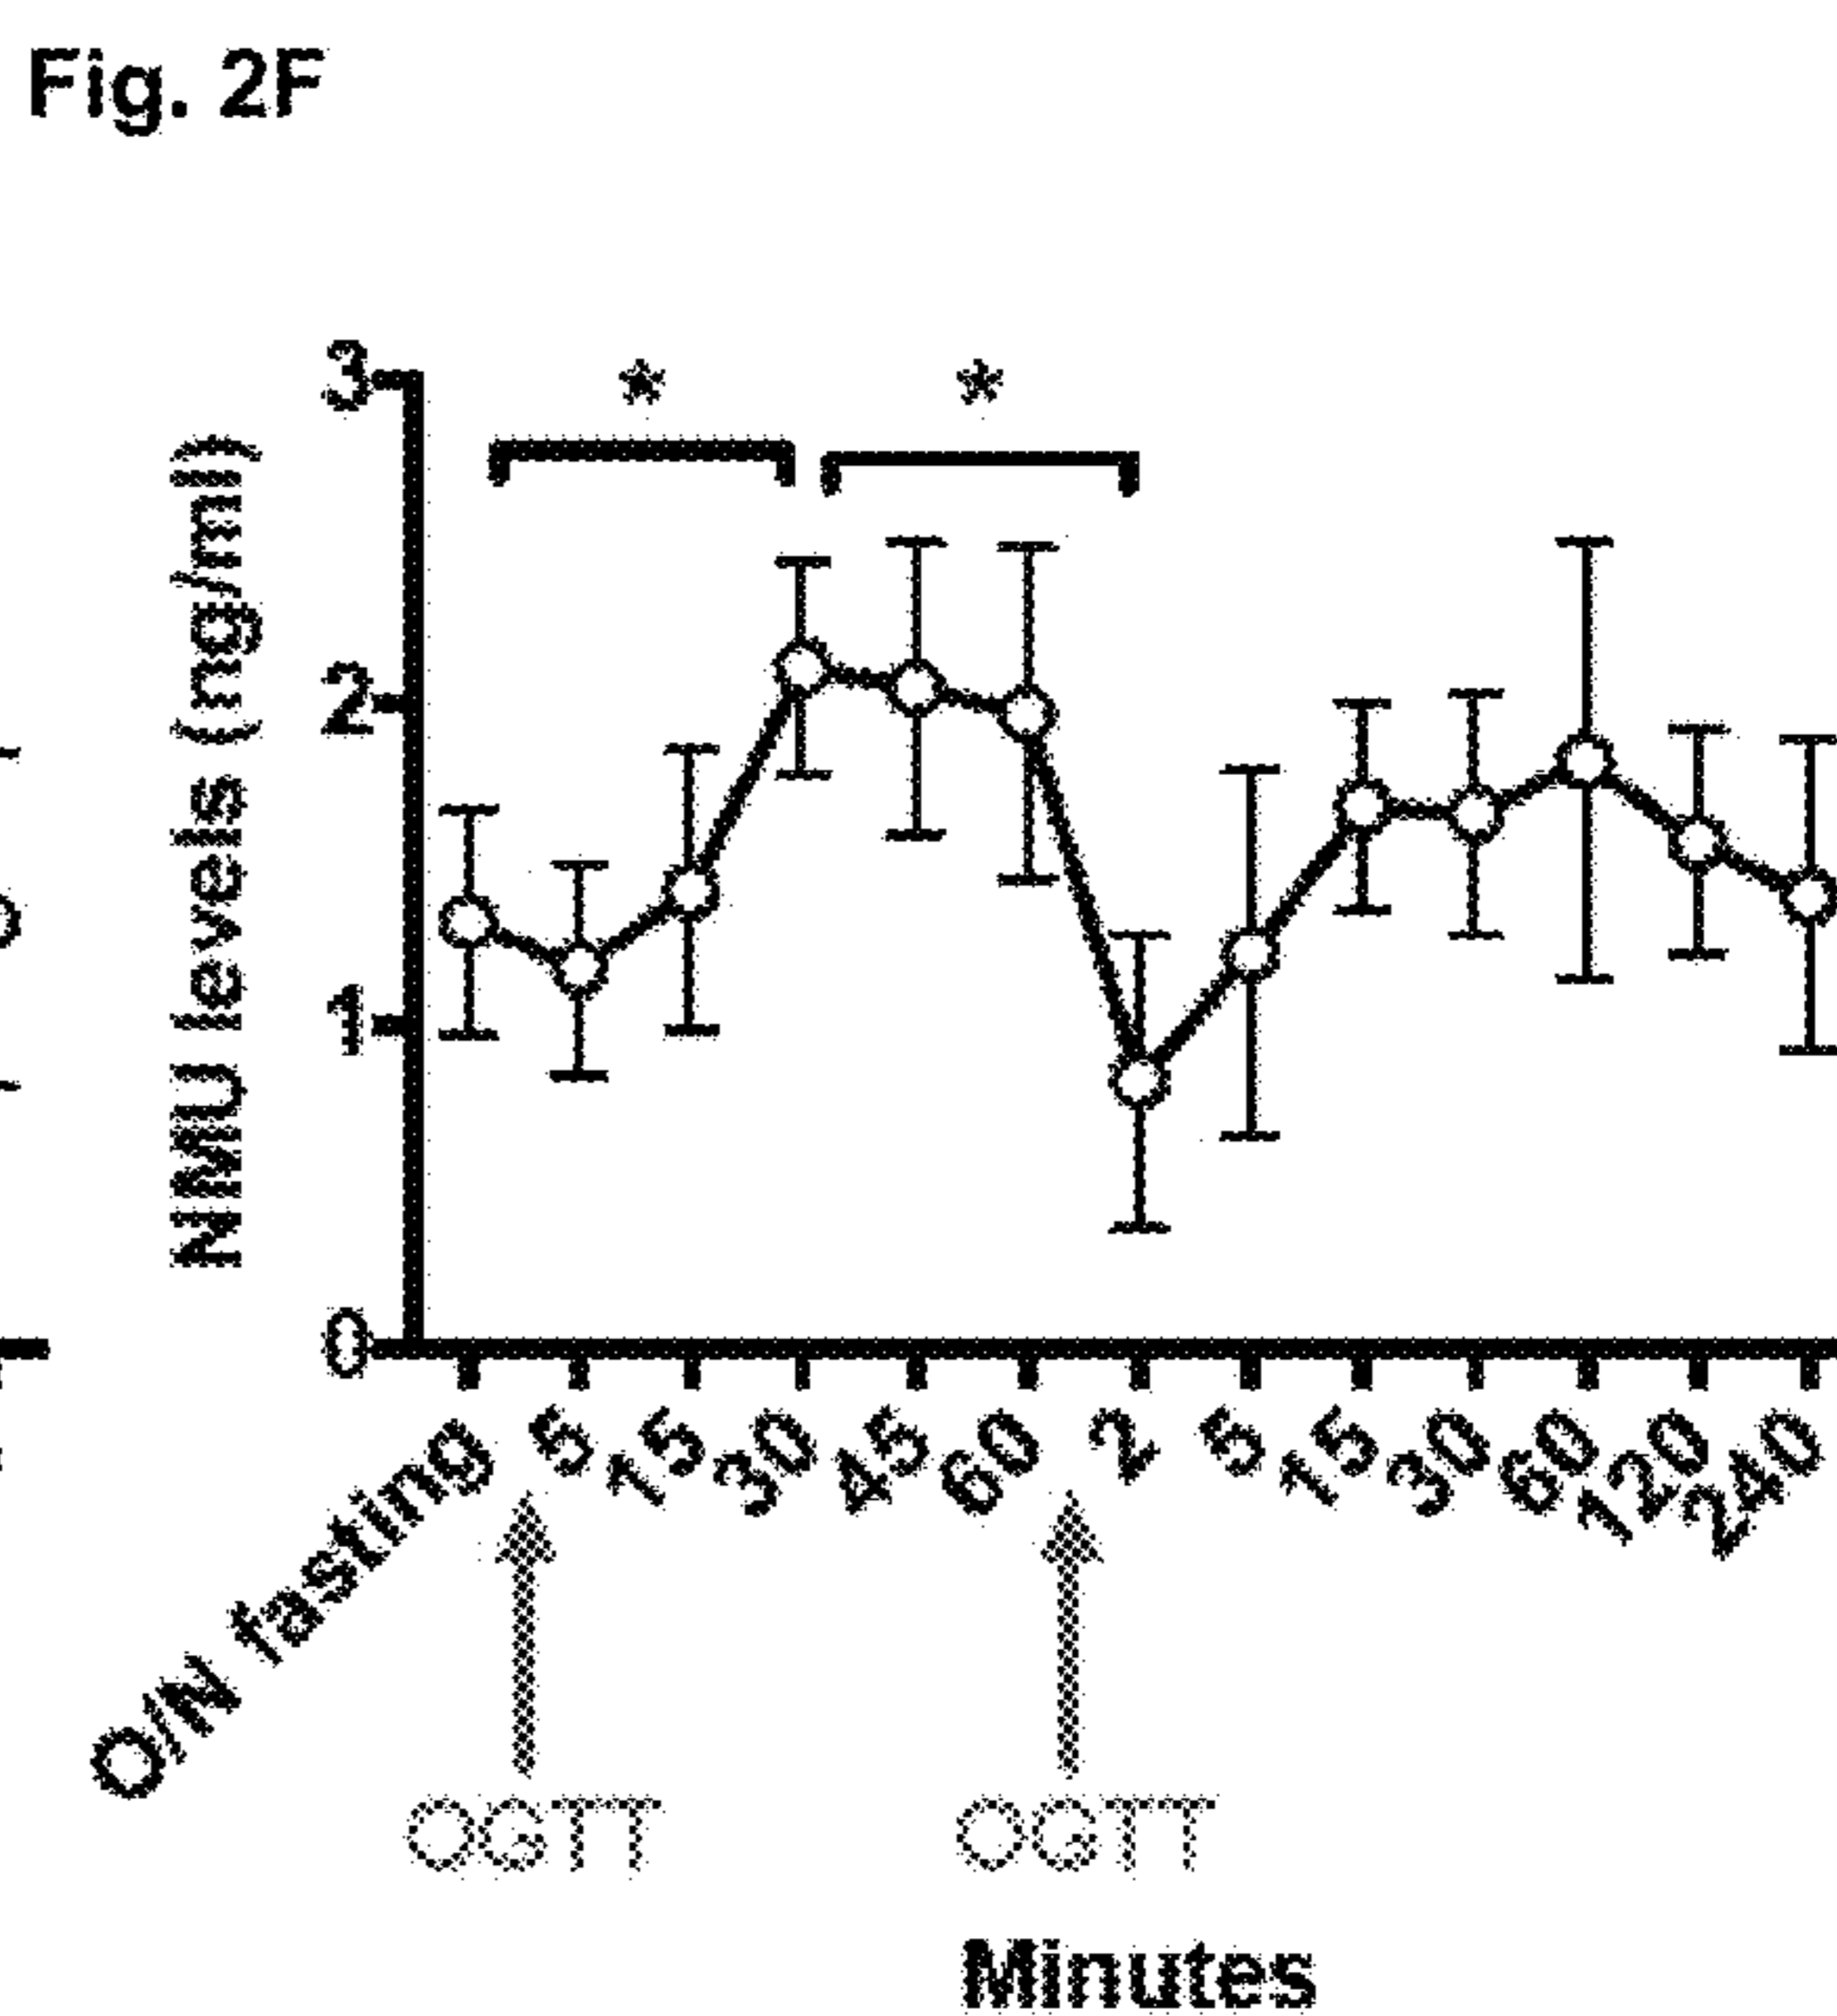 Fig. 2F
* *
NMU levels (mg/ml)
3
2
1
0
O/N fasting 5 15 30 45 60 2 5 15 30 60 120 240
OGTT OGTT
Minutes